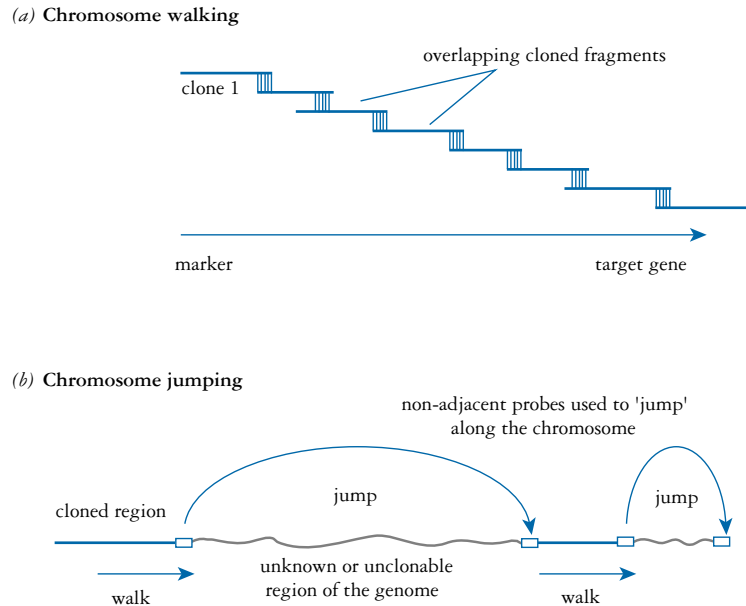 (a) Chromosome walking
overlapping cloned fragments
clone 1
marker
target gene
(b) Chromosome jumping
non-adjacent probes used to 'jump'
along the chromosome
jump
jump
cloned region
unknown or unclonable
region of the genome
walk
walk